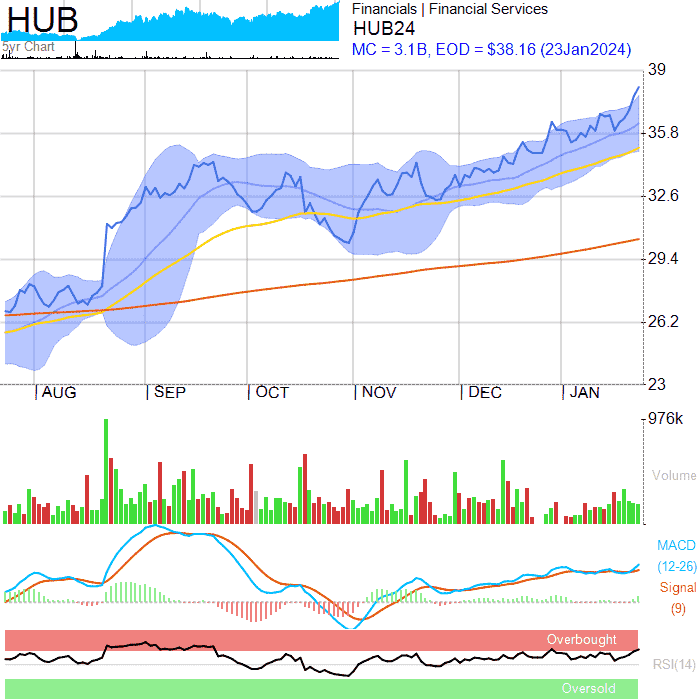 HUB
5yr Chart
Financials | Financial Services
HUB24
MC = 3.1B, EOD = $38.16 (23Jan2024)
39
35.8
32.6
29.4
26.2
23
AUG
SEP
OCT
NOV
DEC
JAN
976k
Volume
MACD
(12-26)
Signal
(9)
Overbought
RSI(14)
Oversold